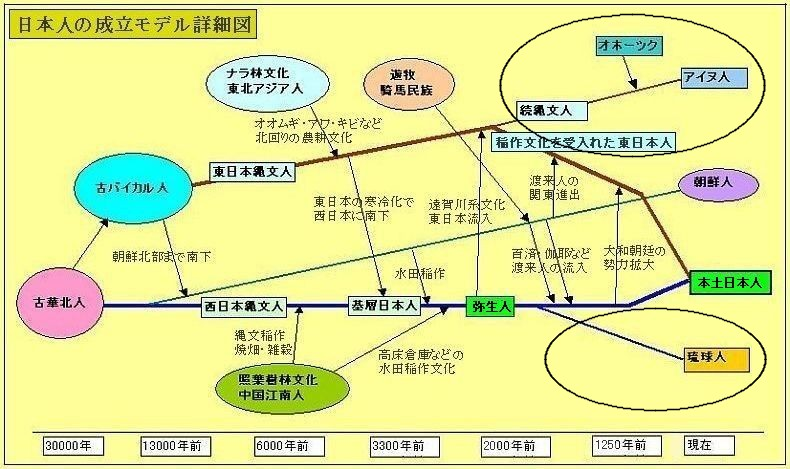 日本人の成立モデル詳細図
オホーツク
アイヌ人
ナラ林文化
東北アジア人
遊牧
騎馬民族
続縄文人
オオムギ・アワ・キビなど
北回りの農耕文化
稲作文化を受入れた東日本人
東日本縄文人
古バイカル人
朝鮮人
東日本の寒冷化で
西日本に南下
遠賀川系文化
東日本流入
渡来人の
関東進出
朝鮮北部まで南下
水田稲作
百済・伽耶など
渡来人の流入
大和朝廷の
勢力拡大
古華北人
西日本縄文人
基層日本人
弥生人
本土日本人
縄文稲作
焼畑・雑穀
高床倉庫などの
水田稲作文化
琉球人
照葉樹林文化
中国江南人
30000年
13000年前
6000年前
3300年前
2000年前
1250年前
現在